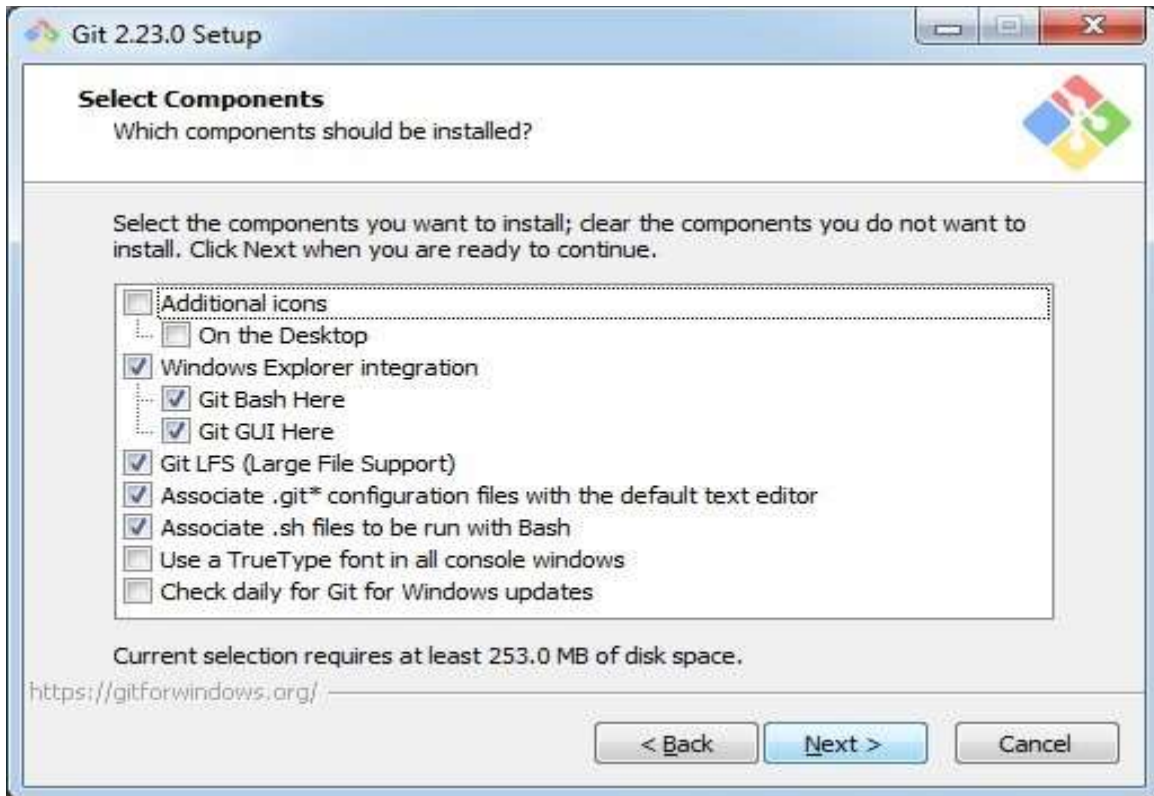 Git 2.23.0 Setup
Select Components
Which components should be installed?
Select the components you want to install; clear the components you do not want to
install. Click Next when you are ready to continue.
Additional icons
On the Desktop
Windows Explorer integration
Git Bash Here
Git GUI Here
Git LFS (Large File Support)
Associate .git* configuration files with the default text editor
Associate .sh files to be run with Bash
Use a TrueType font in all console windows
Check daily for Git for Windows updates
Current selection requires at least 253.0 MB of disk space.
https://gitforwindows.org/
< Back Next > Cancel